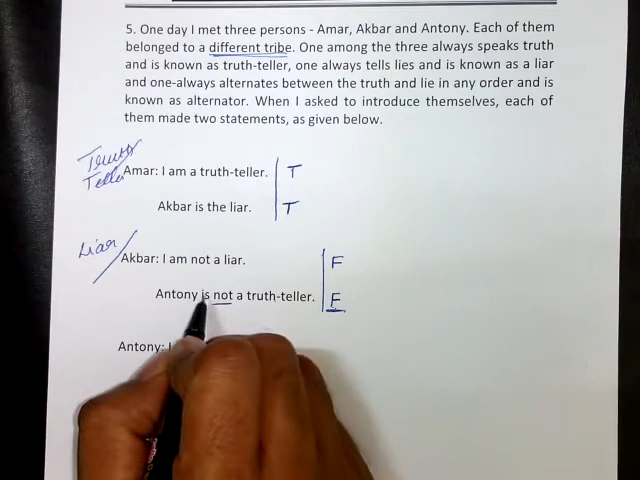 5. One day I met three persons - Amar, Akbar and Antony. Each of them
belonged to a different tribe. One among the three always speaks truth
and is known as truth-teller, one always tells lies and is known as a liar
and one-always alternates between the truth and lie in any order and is
known as alternator. When I asked to introduce themselves, each of
them made two statements, as given below.
Teller
Amar: I am a truth-teller. T
Akbar is the liar. T
Liar
Akbar: I am not a liar. F
Antony is not a truth-teller. F
Antony: I